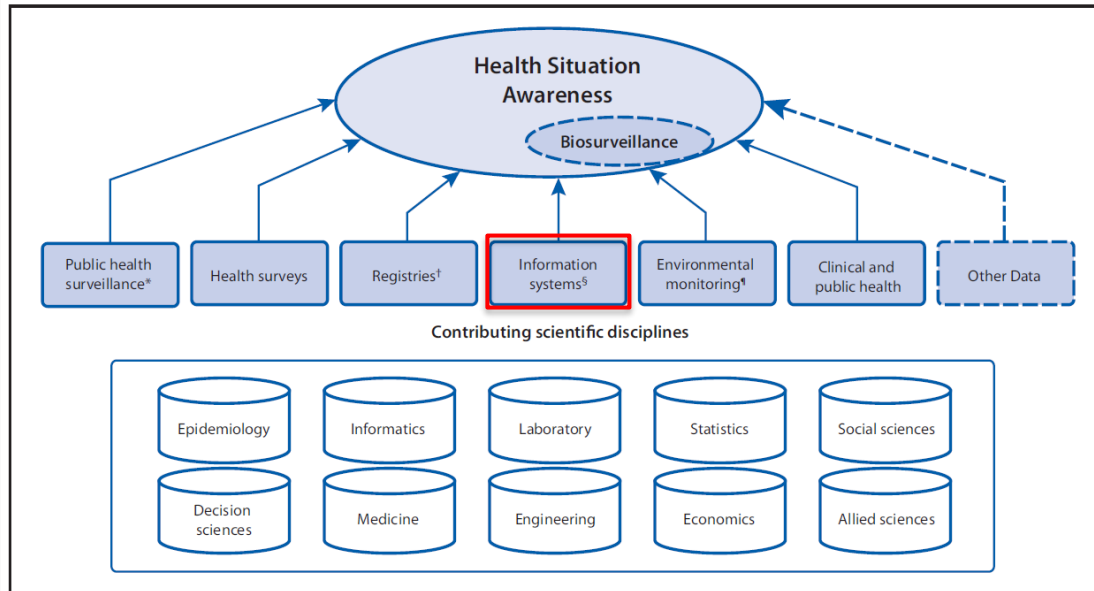 Health Situation
Awareness
Biosurveillance
Public health
surveillance*
Health surveys
Registries†
Information
systems§
Environmental
monitoring¶
Clinical and
public health
Other Data
Contributing scientific disciplines
Epidemiology
Informatics
Laboratory
Statistics
Social sciences
Decision
sciences
Medicine
Engineering
Economics
Allied sciences